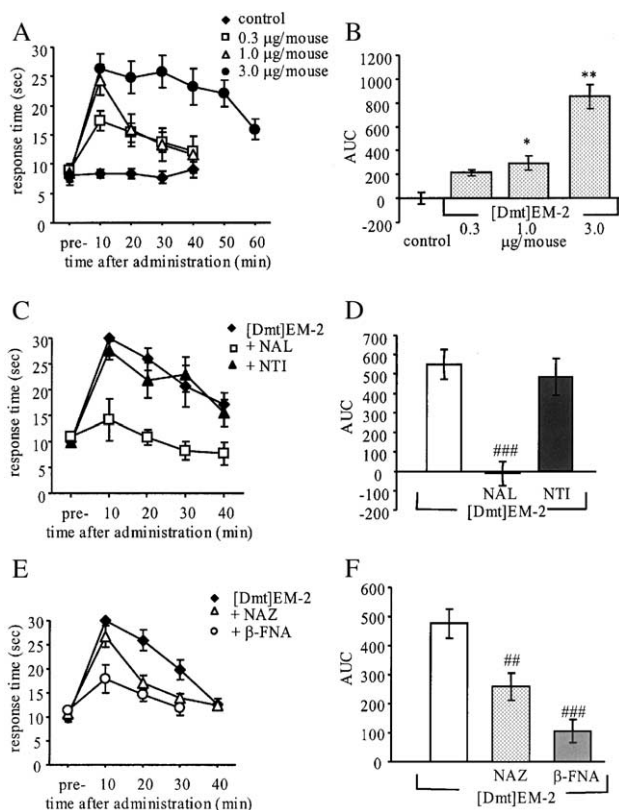 A
◆ control
□ 0.3 µg/mouse
△ 1.0 µg/mouse
● 3.0 µg/mouse
response time (sec)
30
25
20
15
10
5
0
pre- 10 20 30 40 50 60
time after administration (min)
B
AUC
1000
800
600
400
200
0
-200
*
**
[Dmt]EM-2
control 0.3 1.0 3.0
µg/mouse
C
◆ [Dmt]EM-2
□ + NAL
▲ + NTI
response time (sec)
30
25
20
15
10
5
0
pre- 10 20 30 40
time after administration (min)
D
AUC
700
600
500
400
300
200
100
0
-100
-200
###
NAL NTI
[Dmt]EM-2
E
◆ [Dmt]EM-2
△ + NAZ
○ + β-FNA
response time (sec)
30
25
20
15
10
5
0
pre- 10 20 30 40
time after administration (min)
F
AUC
600
500
400
300
200
100
0
-100
##
###
NAZ β-FNA
[Dmt]EM-2